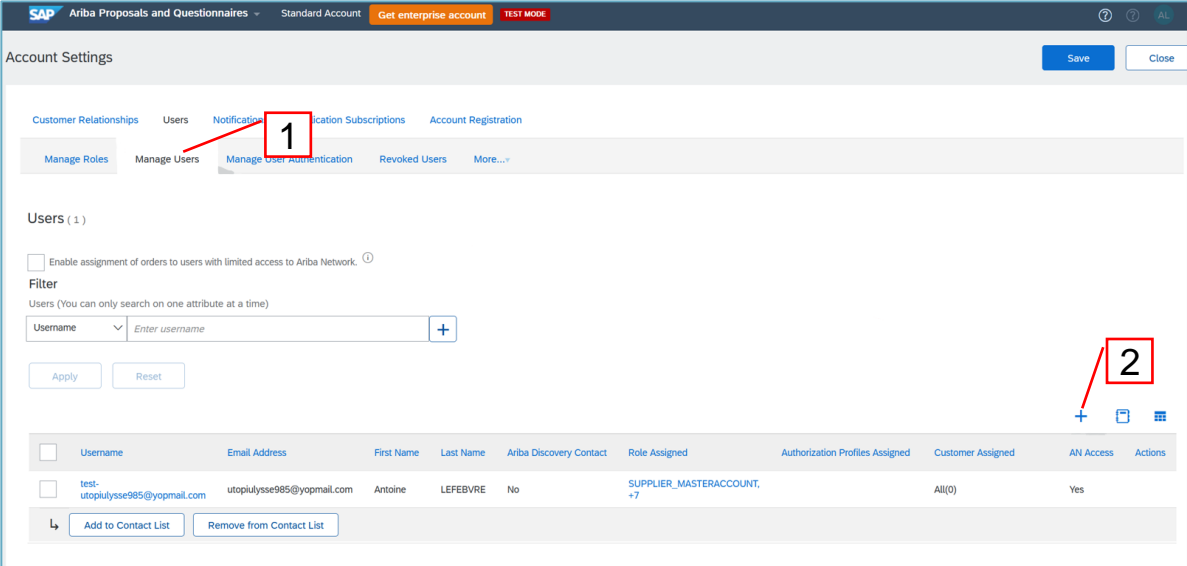 SAP Ariba Proposals and Questionnaires Standard Account Get enterprise account TEST MODE ? ? AL
Account Settings Save Close
Customer Relationships Users Notification ication Subscriptions Account Registration
1
Manage Roles Manage Users Manage User Authentication Revoked Users More...
Users ( 1 )
Enable assignment of orders to users with limited access to Ariba Network. i
Filter
Users (You can only search on one attribute at a time)
Username Enter username +
2
Apply Reset
+
Username Email Address First Name Last Name Ariba Discovery Contact Role Assigned Authorization Profiles Assigned Customer Assigned AN Access Actions
test-
utopiulysse985@yopmail.com utopiulysse985@yopmail.com Antoine LEFEBVRE No SUPPLIER_MASTERACCOUNT, All(0) Yes
+7
Add to Contact List Remove from Contact List